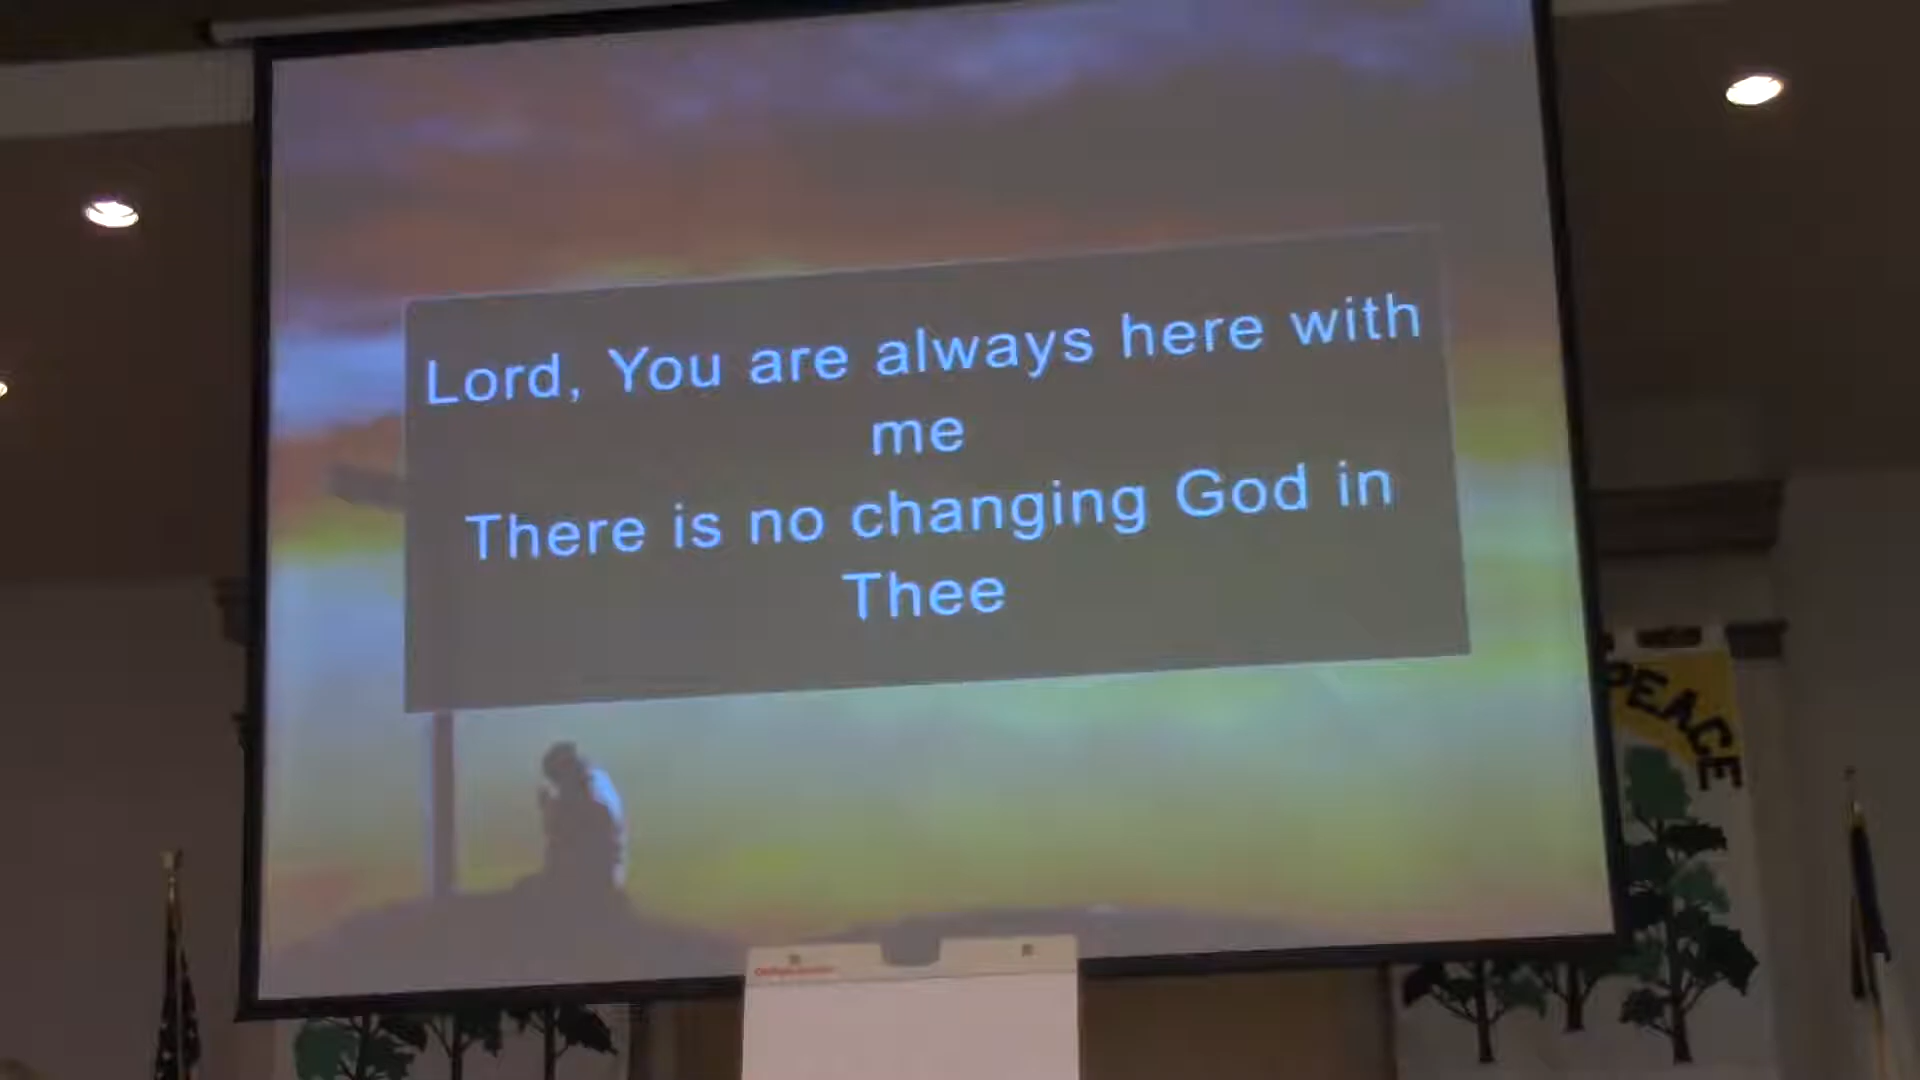 Lord, You are always here with
me
There is no changing God in
Thee
PEACE